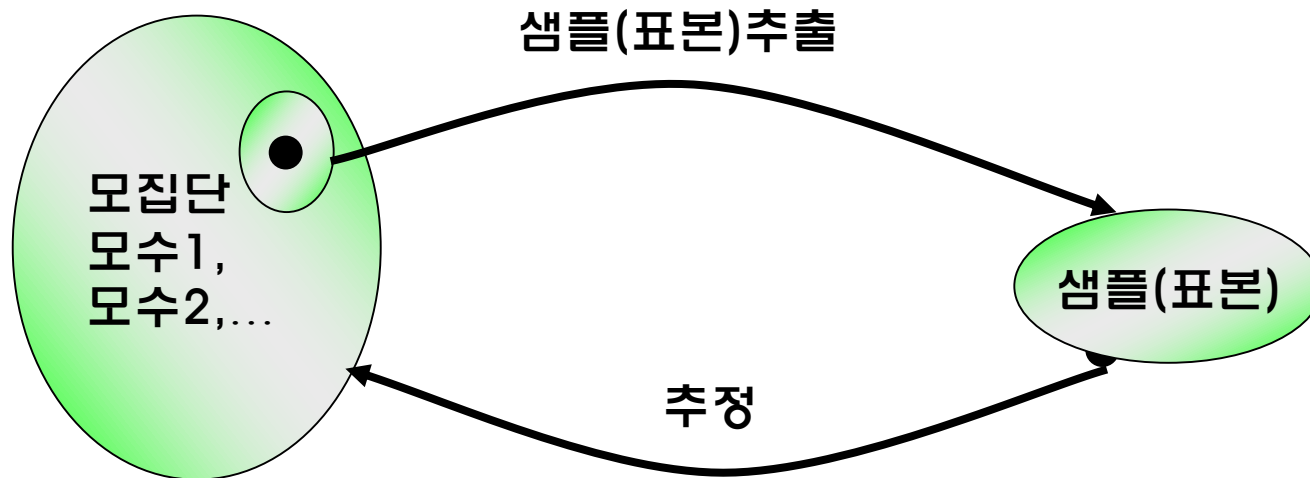 샘플(표본)추출
모집단
모수1,
모수2,...
샘플(표본)
추정